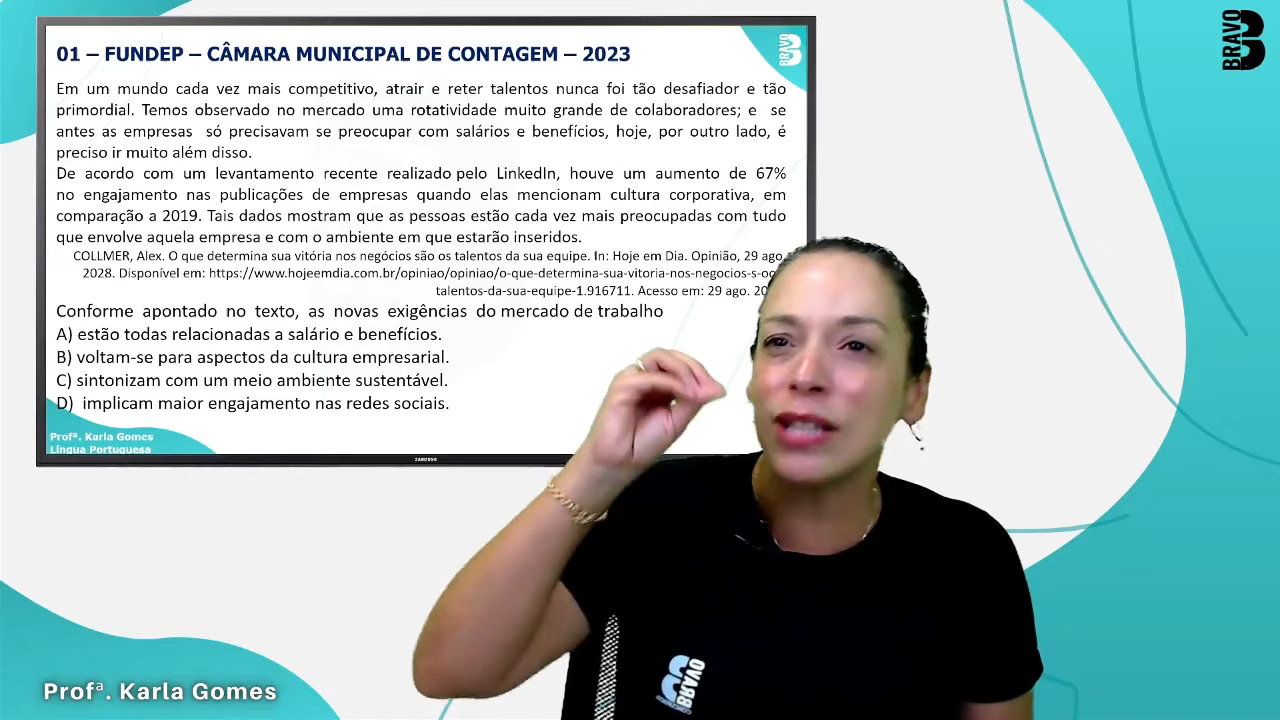 BRAVO
01 – FUNDEP – CÂMARA MUNICIPAL DE CONTAGEM – 2023
BRAVO
Em um mundo cada vez mais competitivo, atrair e reter talentos nunca foi tão desafiador e tão
primordial. Temos observado no mercado uma rotatividade muito grande de colaboradores; e se
antes as empresas só precisavam se preocupar com salários e benefícios, hoje, por outro lado, é
preciso ir muito além disso.
De acordo com um levantamento recente realizado pelo LinkedIn, houve um aumento de 67%
no engajamento nas publicações de empresas quando elas mencionam cultura corporativa, em
comparação a 2019. Tais dados mostram que as pessoas estão cada vez mais preocupadas com tudo
que envolve aquela empresa e com o ambiente em que estarão inseridos.
COLLMER, Alex. O que determina sua vitória nos negócios são os talentos da sua equipe. In: Hoje em Dia. Opinião, 29 ago.
2028. Disponível em: https://www.hojeemdia.com.br/opiniao/opiniao/o-que-determina-sua-vitoria-nos-negocios-s-oo
talentos-da-sua-equipe-1.916711. Acesso em: 29 ago. 20
Conforme apontado no texto, as novas exigências do mercado de trabalho
A) estão todas relacionadas a salário e benefícios.
B) voltam-se para aspectos da cultura empresarial.
C) sintonizam com um meio ambiente sustentável.
D) implicam maior engajamento nas redes sociais.
Profª. Karla Gomes
Língua Portuguesa
SAMSUNG
BRAVO
Profª. Karla Gomes